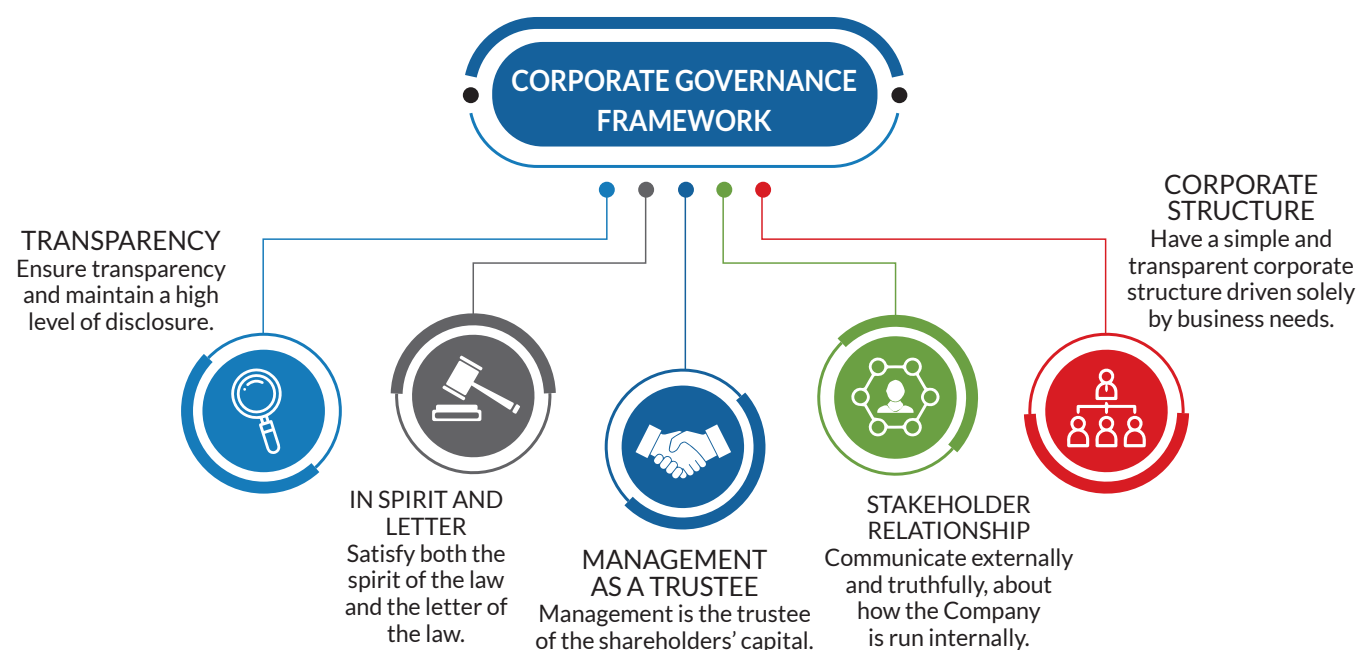 CORPORATE GOVERNANCE
FRAMEWORK
TRANSPARENCY
Ensure transparency
and maintain a high
level of disclosure.
IN SPIRIT AND
LETTER
Satisfy both the
spirit of the law
and the letter of
the law.
MANAGEMENT
AS A TRUSTEE
Management is the trustee
of the shareholders’ capital.
STAKEHOLDER
RELATIONSHIP
Communicate externally
and truthfully, about
how the Company
is run internally.
CORPORATE
STRUCTURE
Have a simple and
transparent corporate
structure driven solely
by business needs.